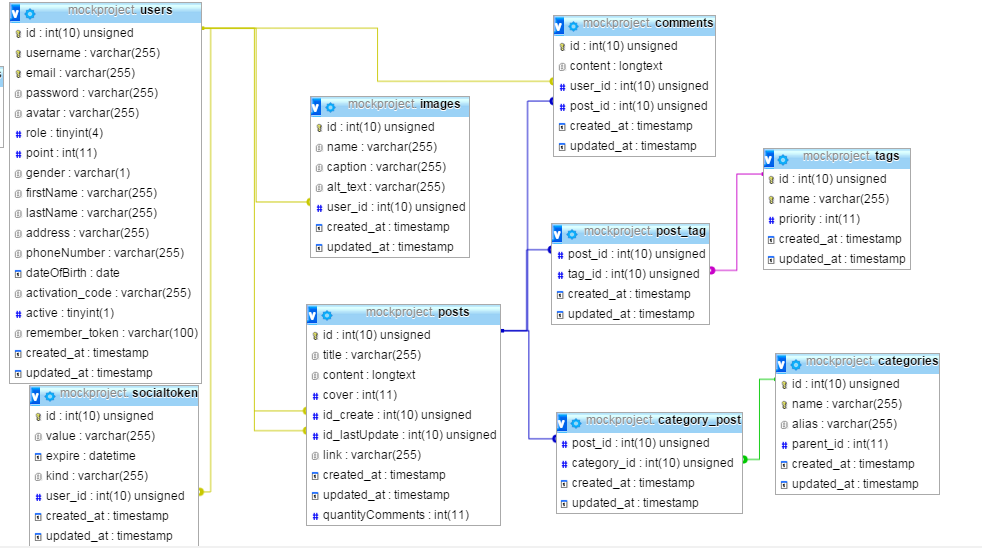 mockproject users
id : int(10) unsigned
username : varchar(255)
email : varchar(255)
password : varchar(255)
avatar : varchar(255)
role : tinyint(4)
point : int(11)
gender : varchar(1)
firstName : varchar(255)
lastName : varchar(255)
address : varchar(255)
phoneNumber : varchar(255)
dateOfBirth : date
activation_code : varchar(255)
active : tinyint(1)
remember_token : varchar(100)
created_at : timestamp
updated_at : timestamp
mockproject socialtoken
id : int(10) unsigned
value : varchar(255)
expire : datetime
kind : varchar(255)
user_id : int(10) unsigned
created_at : timestamp
updated_at : timestamp
mockproject images
id : int(10) unsigned
name : varchar(255)
caption : varchar(255)
alt_text : varchar(255)
user_id : int(10) unsigned
created_at : timestamp
updated_at : timestamp
mockproject posts
id : int(10) unsigned
title : varchar(255)
content : longtext
cover : int(11)
id_create : int(10) unsigned
id_lastUpdate : int(10) unsigned
link : varchar(255)
created_at : timestamp
updated_at : timestamp
quantityComments : int(11)
mockproject comments
id : int(10) unsigned
content : longtext
user_id : int(10) unsigned
post_id : int(10) unsigned
created_at : timestamp
updated_at : timestamp
mockproject post_tag
post_id : int(10) unsigned
tag_id : int(10) unsigned
created_at : timestamp
updated_at : timestamp
mockproject category_post
post_id : int(10) unsigned
category_id : int(10) unsigned
created_at : timestamp
updated_at : timestamp
mockproject tags
id : int(10) unsigned
name : varchar(255)
priority : int(11)
created_at : timestamp
updated_at : timestamp
mockproject categories
id : int(10) unsigned
name : varchar(255)
alias : varchar(255)
parent_id : int(11)
created_at : timestamp
updated_at : timestamp